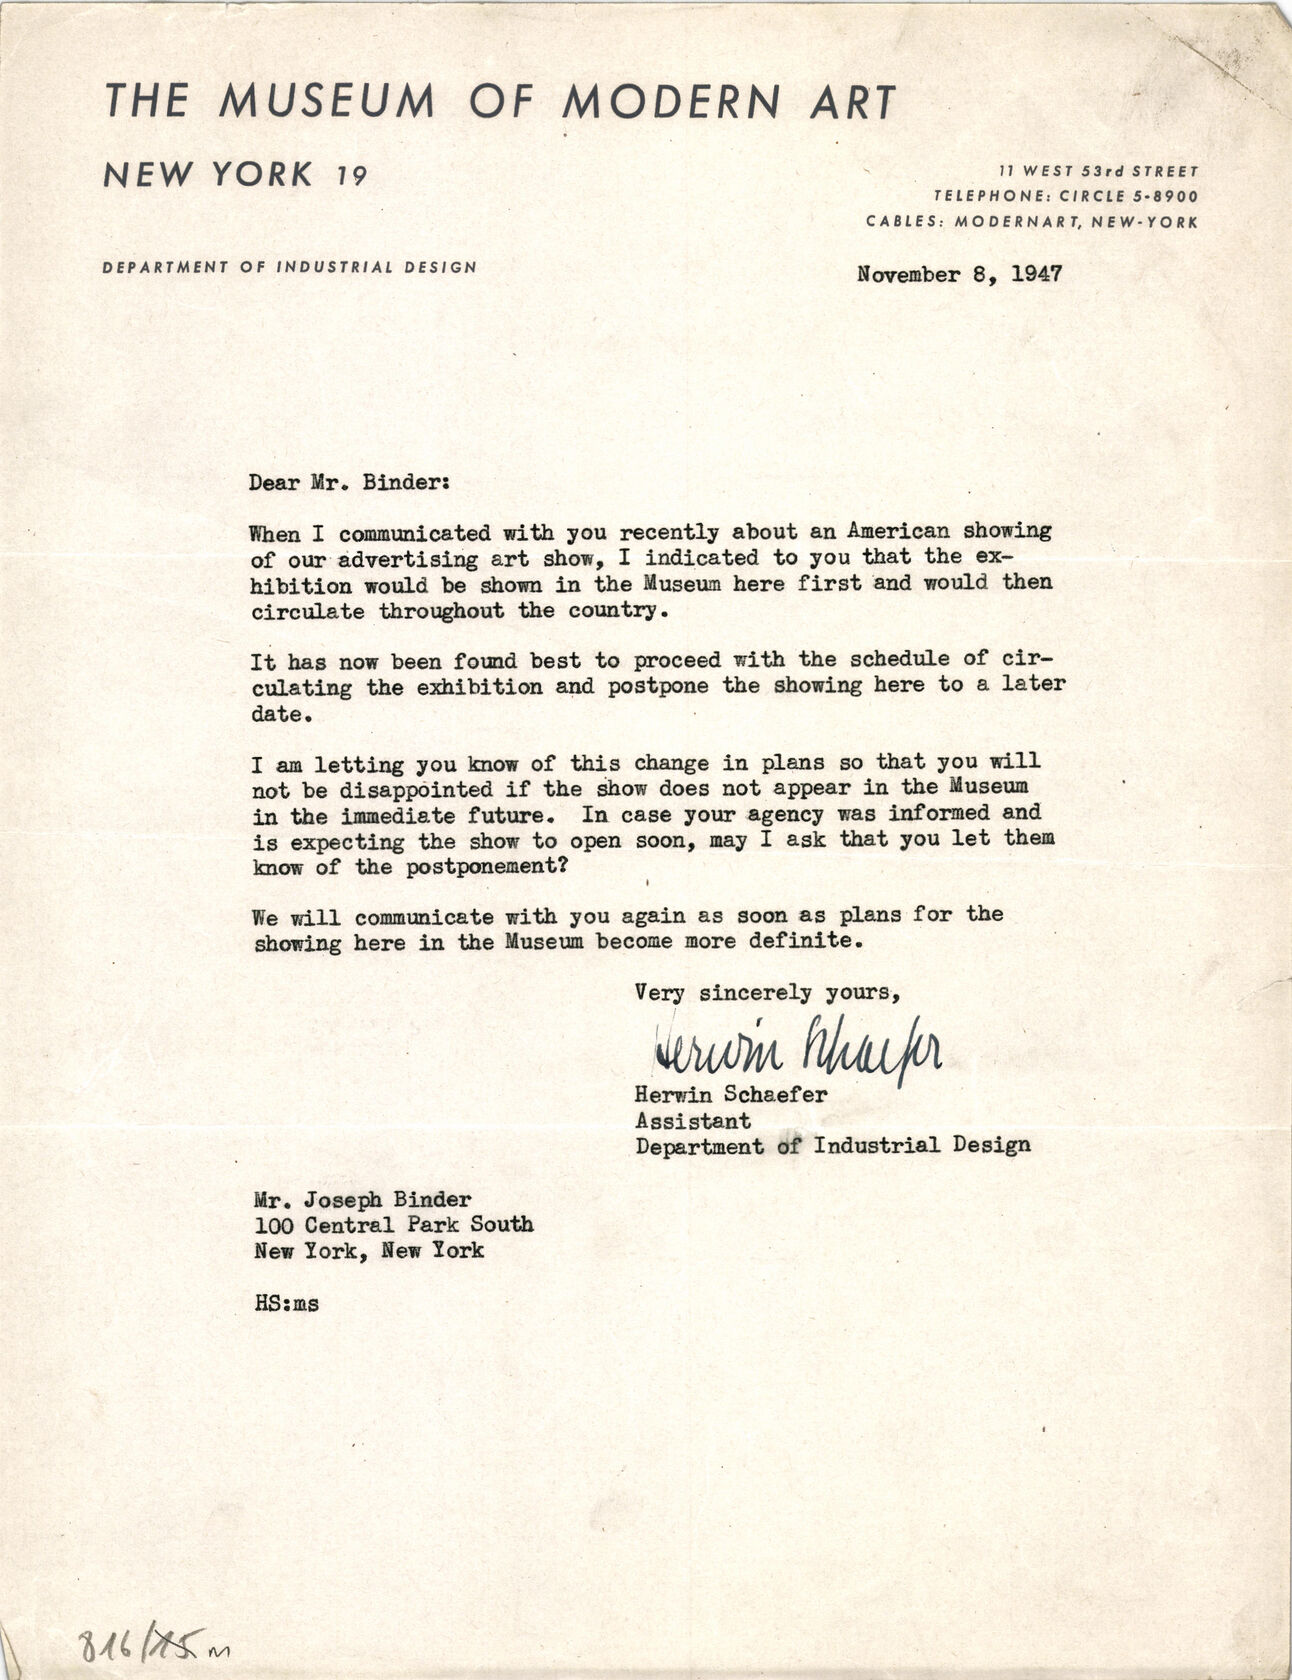 THE MUSEUM OF MODERN ART
NEW YORK 19
11 WEST 53rd STREET
TELEPHONE: CIRCLE 5-8900
CABLES: MODERNART, NEW-YORK
DEPARTMENT OF INDUSTRIAL DESIGN
November 8, 1947
Dear Mr. Binder:
When I communicated with you recently about an American showing
of our advertising art show, I indicated to you that the ex-
hibition would be shown in the Museum here first and would then
circulate throughout the country.
It has now been found best to proceed with the schedule of cir-
culating the exhibition and postpone the showing here to a later
date.
I am letting you know of this change in plans so that you will
not be disappointed if the show does not appear in the Museum
in the immediate future.  In case your agency was informed and
is expecting the show to open soon, may I ask that you let them
know of the postponement?
We will communicate with you again as soon as plans for the
showing here in the Museum become more definite.
Very sincerely yours,
Herwin Schaefer
Herwin Schaefer
Assistant
Department of Industrial Design
Mr. Joseph Binder
100 Central Park South
New York, New York
HS:ms
816/